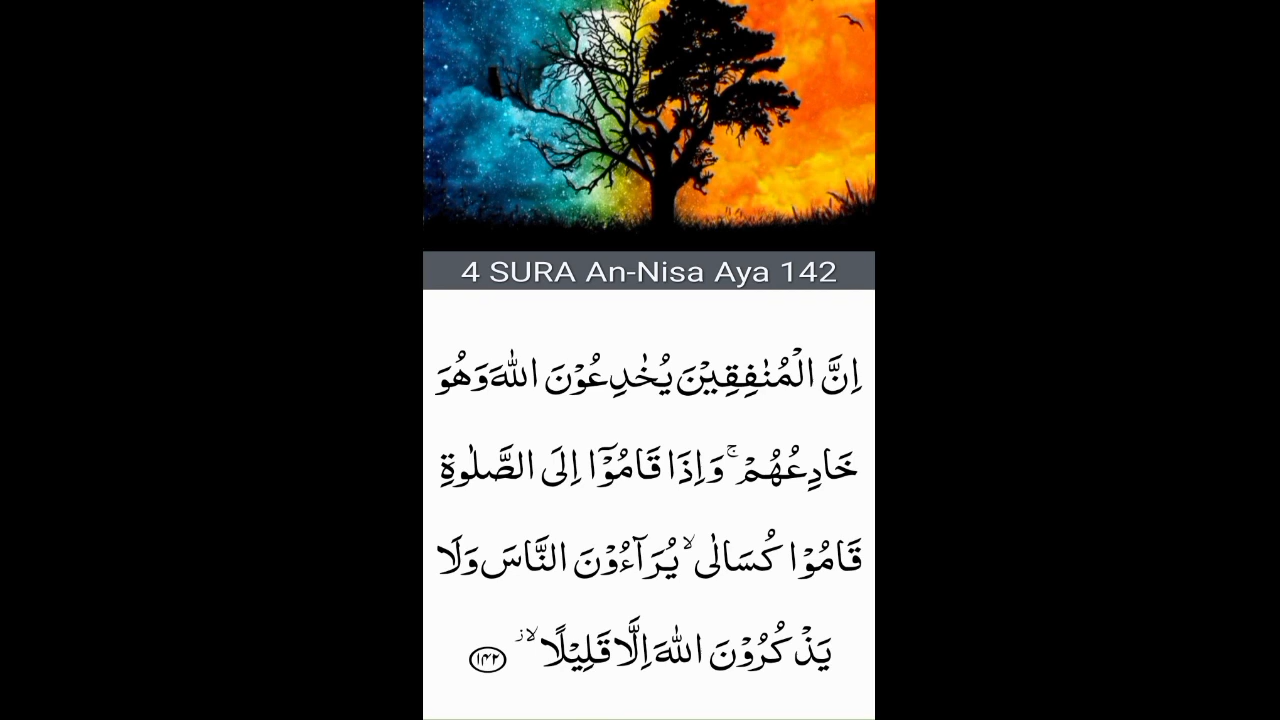 4 SURA An-Nisa Aya 142
اِنَّ الْمُنٰفِقِيْنَ يُخٰدِعُوْنَ اللّٰهَ وَهُوَ
خَادِعُهُمْ ۚ وَاِذَا قَامُوْۤا اِلَى الصَّلٰوةِ
قَامُوْا كُسَالٰى ۙ يُرَآءُوْنَ النَّاسَ وَلَا
يَذْكُرُوْنَ اللّٰهَ اِلَّا قَلِيْلًا ۙ ز ۝۱۴۲